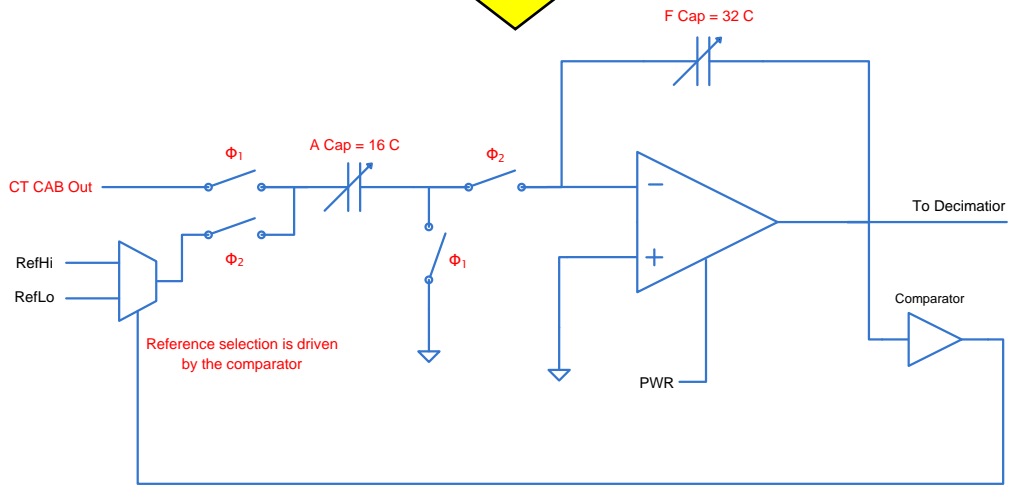 F Cap = 32 C
A Cap = 16 C
Φ1
Φ2
CT CAB Out
To Decimatior
Φ2
Φ1
RefHi
RefLo
Comparator
Reference selection is driven
by the comparator
PWR